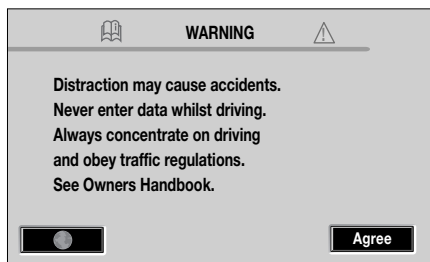 WARNING
Distraction may cause accidents.
Never enter data whilst driving.
Always concentrate on driving
and obey traffic regulations.
See Owners Handbook.
Agree